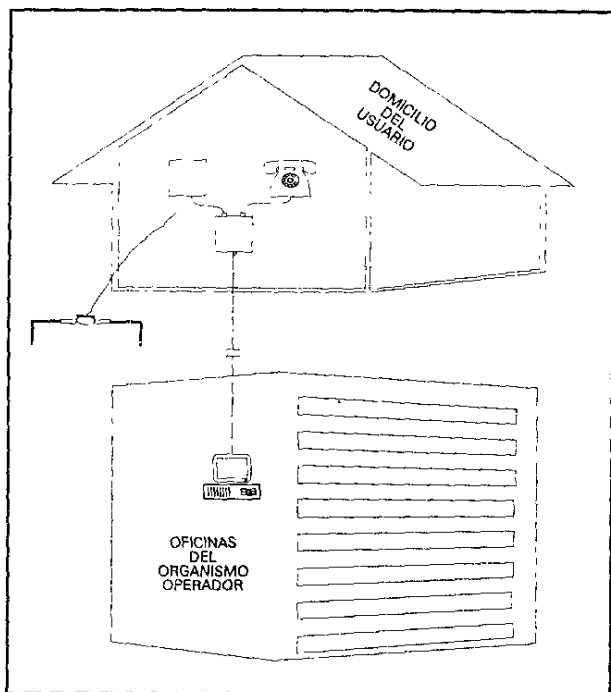 DOMICILIO
DEL
USUARIO
OFICINAS
DEL
ORGANISMO
OPERADOR